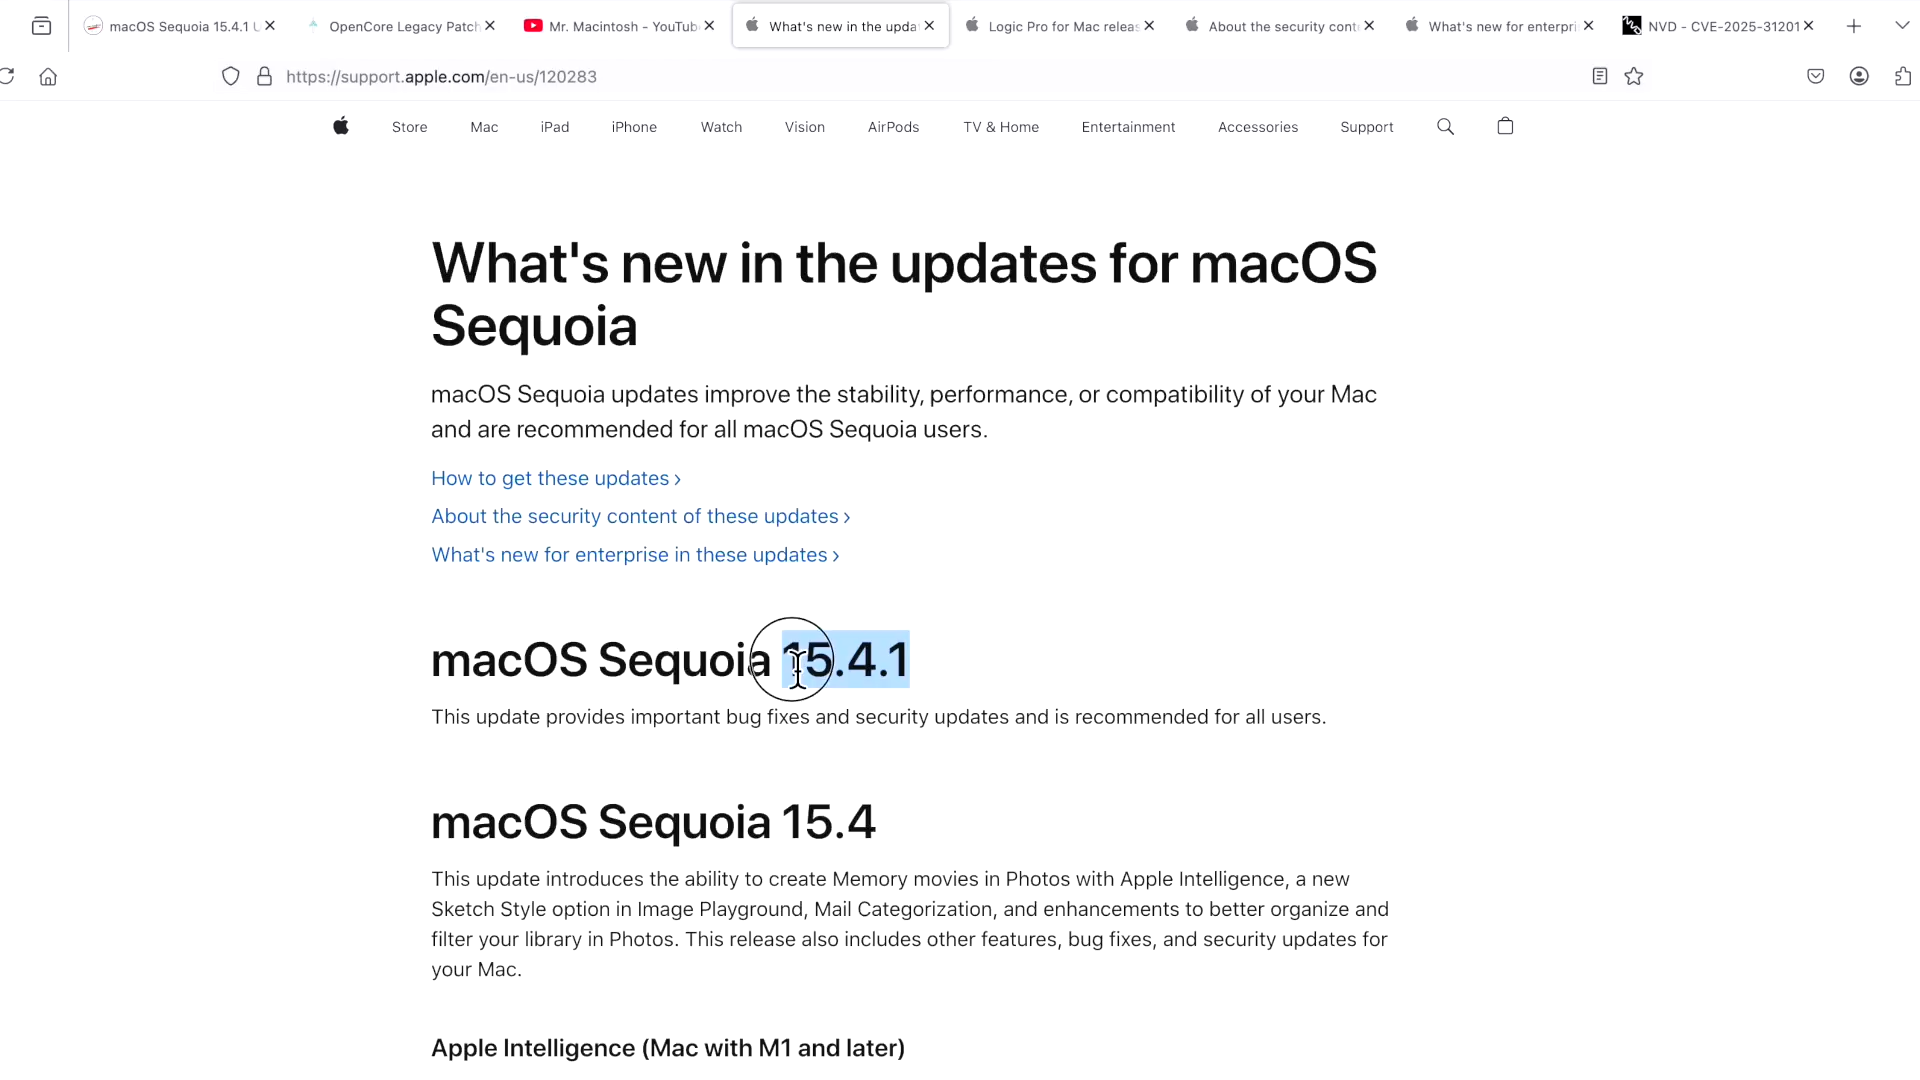 macOS Sequoia 15.4.1 U
OpenCore Legacy Patch
Mr. Macintosh - YouTub
What's new in the upda
Logic Pro for Mac releas
About the security cont
What's new for enterpri
NVD - CVE-2025-31201
https://support.apple.com/en-us/120283
Store Mac iPad iPhone Watch Vision AirPods TV & Home Entertainment Accessories Support
What's new in the updates for macOS
Sequoia
macOS Sequoia updates improve the stability, performance, or compatibility of your Mac
and are recommended for all macOS Sequoia users.
How to get these updates >
About the security content of these updates >
What's new for enterprise in these updates >
macOS Sequoia 15.4.1
This update provides important bug fixes and security updates and is recommended for all users.
macOS Sequoia 15.4
This update introduces the ability to create Memory movies in Photos with Apple Intelligence, a new
Sketch Style option in Image Playground, Mail Categorization, and enhancements to better organize and
filter your library in Photos. This release also includes other features, bug fixes, and security updates for
your Mac.
Apple Intelligence (Mac with M1 and later)